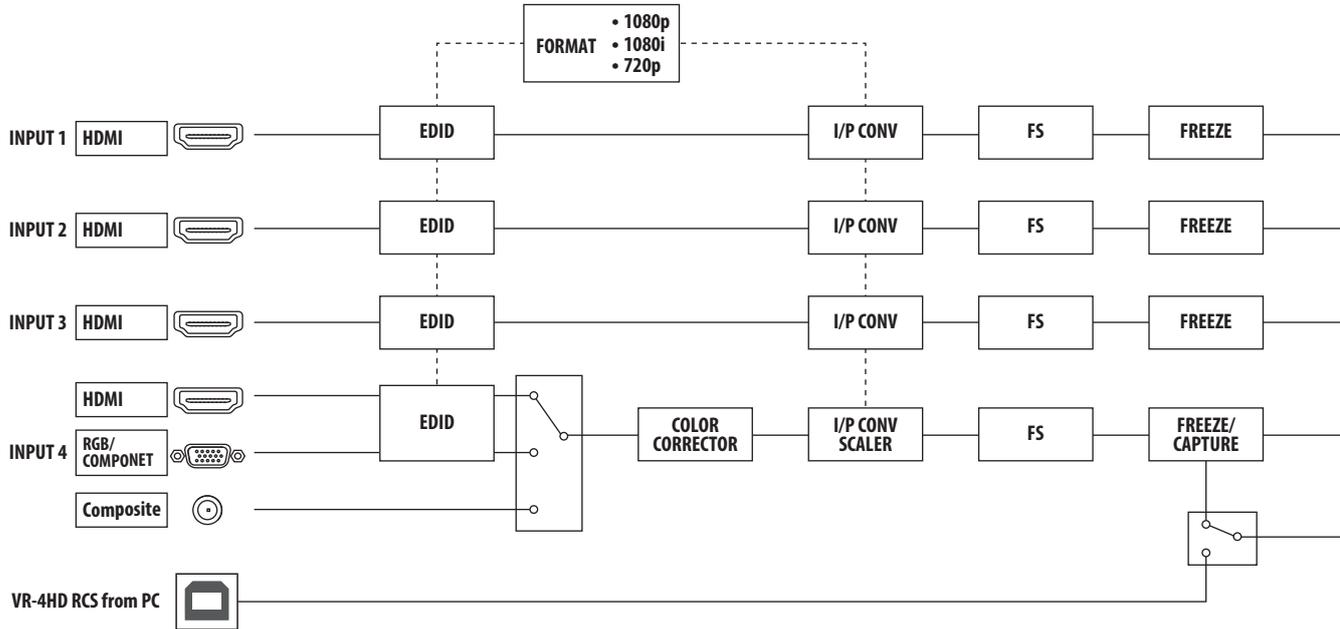 FORMAT
• 1080p
• 1080i
• 720p
INPUT 1
HDMI
EDID
I/P CONV
FS
FREEZE
INPUT 2
HDMI
EDID
I/P CONV
FS
FREEZE
INPUT 3
HDMI
EDID
I/P CONV
FS
FREEZE
INPUT 4
HDMI
RGB/
COMPONET
Composite
EDID
COLOR
CORRECTOR
I/P CONV
SCALER
FS
FREEZE/
CAPTURE
VR-4HD RCS from PC